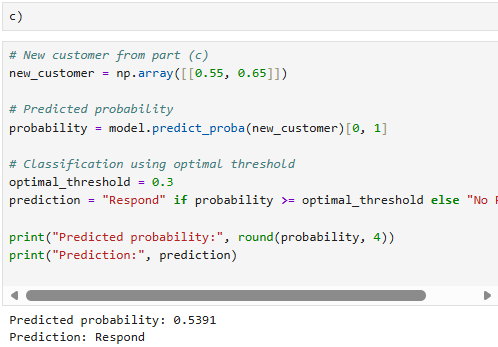 c)
# New customer from part (c)
new_customer = np.array([[0.55, 0.65]])
# Predicted probability
probability = model.predict_proba(new_customer)[0, 1]
# Classification using optimal threshold
optimal_threshold = 0.3
prediction = "Respond" if probability >= optimal_threshold else "No
print("Predicted probability:", round(probability, 4))
print("Prediction:", prediction)
Predicted probability: 0.5391
Prediction: Respond